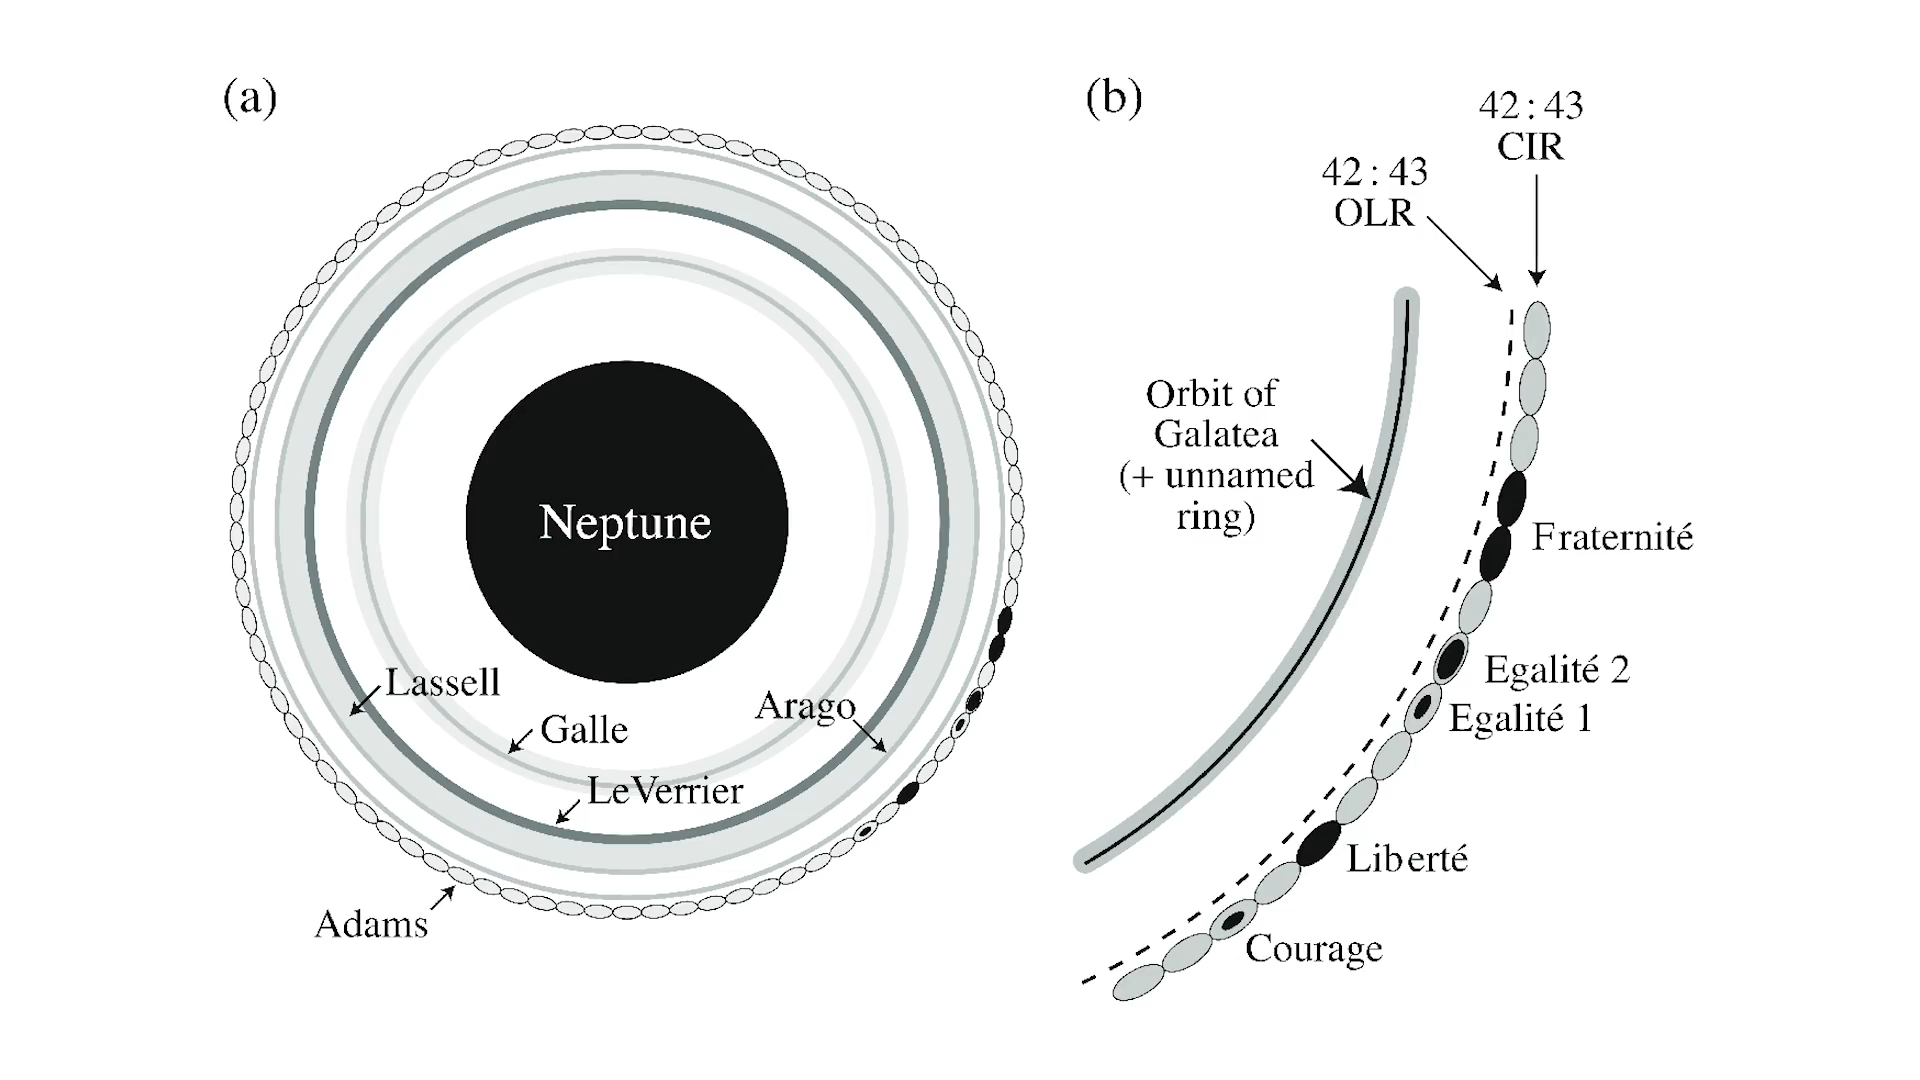 (a)
Neptune
Lassell
Galle
Arago
LeVerrier
Adams
(b)
42 : 43
CIR
42 : 43
OLR
Orbit of
Galatea
(+ unnamed
ring)
Fraternité
Egalité 2
Egalité 1
Liberté
Courage